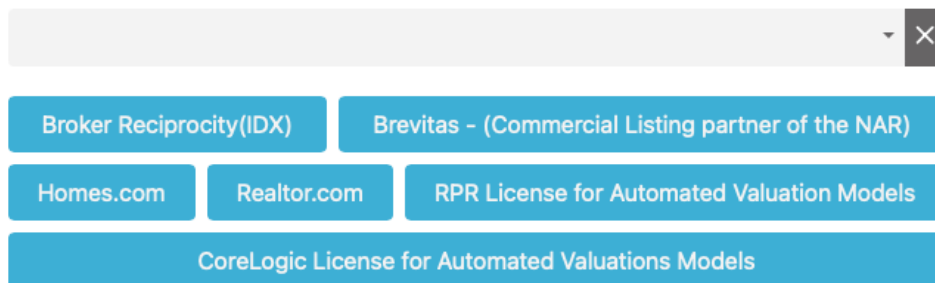 Broker Reciprocity(IDX) Brevitas - (Commercial Listing partner of the NAR)
Homes.com Realtor.com RPR License for Automated Valuation Models
CoreLogic License for Automated Valuations Models